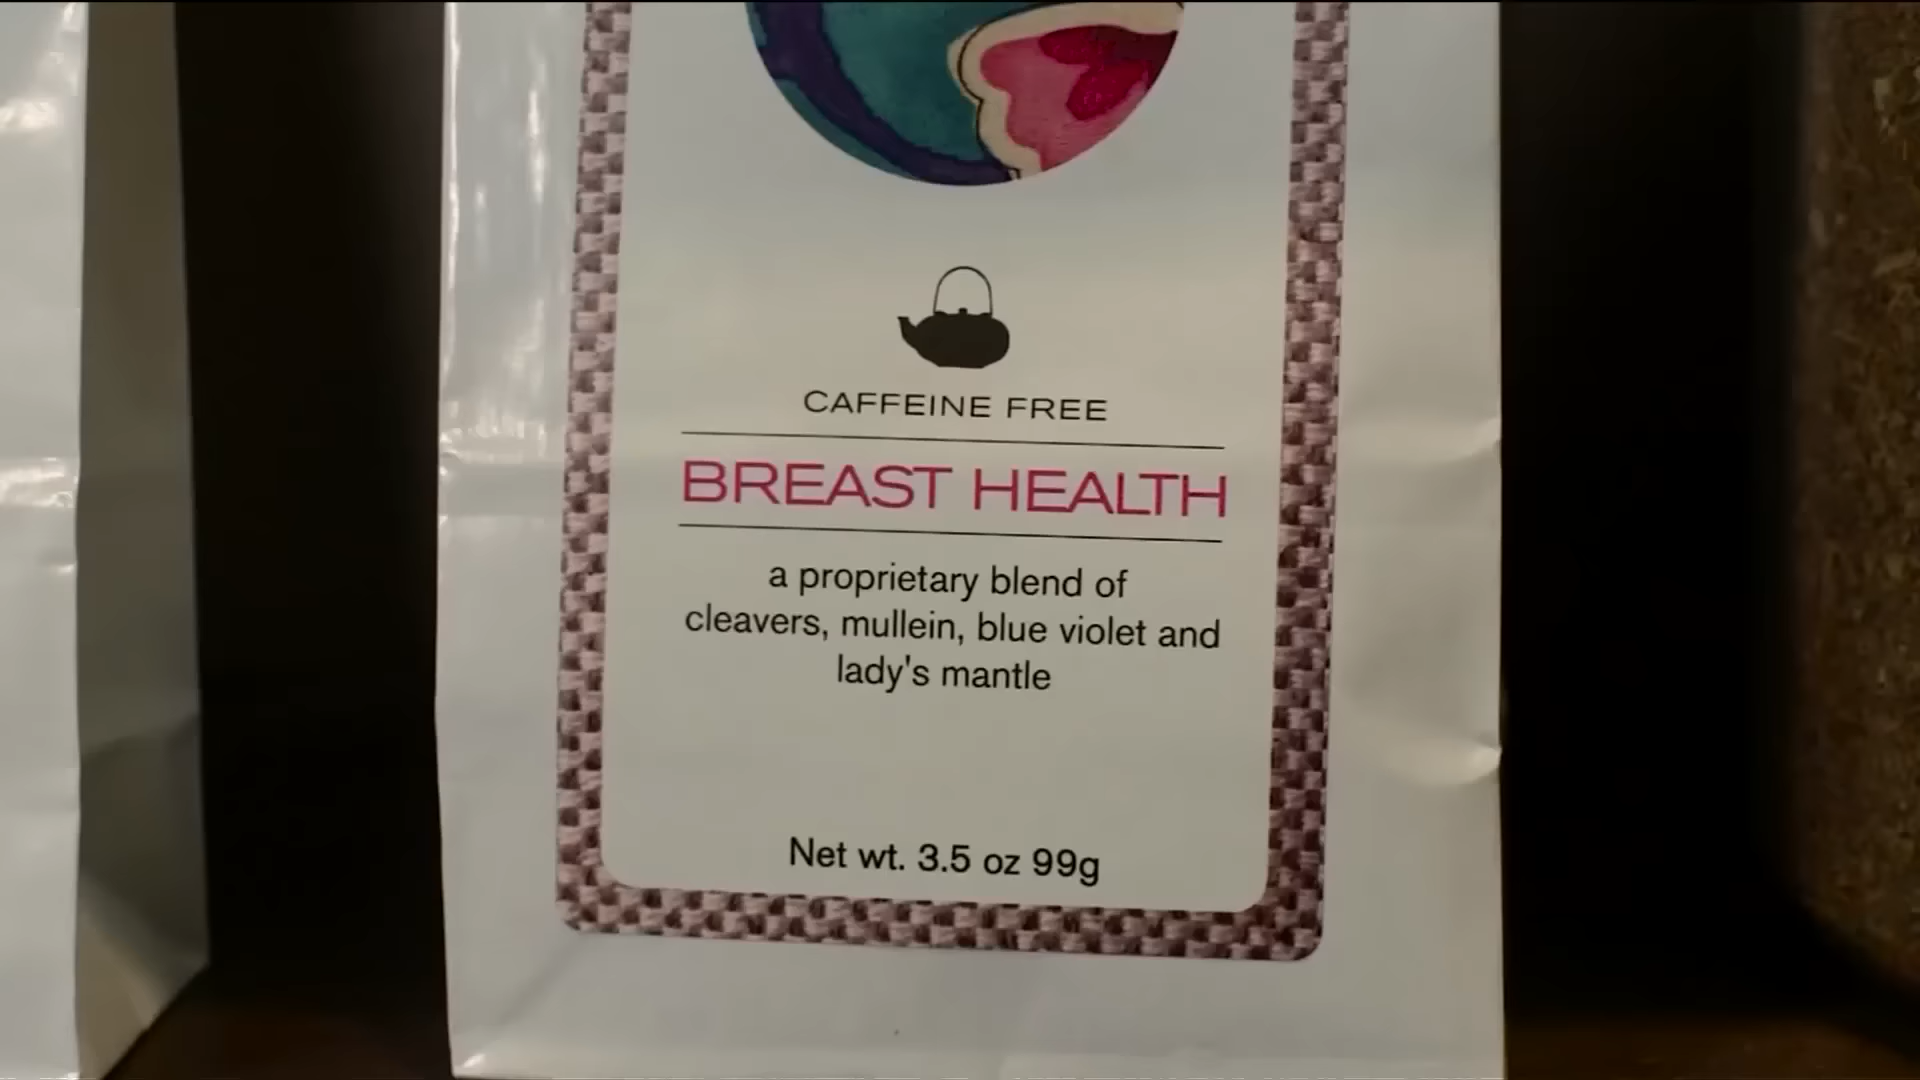 CAFFEINE FREE
BREAST HEALTH
a proprietary blend of
cleavers, mullein, blue violet and
lady's mantle
Net wt. 3.5 oz 99g